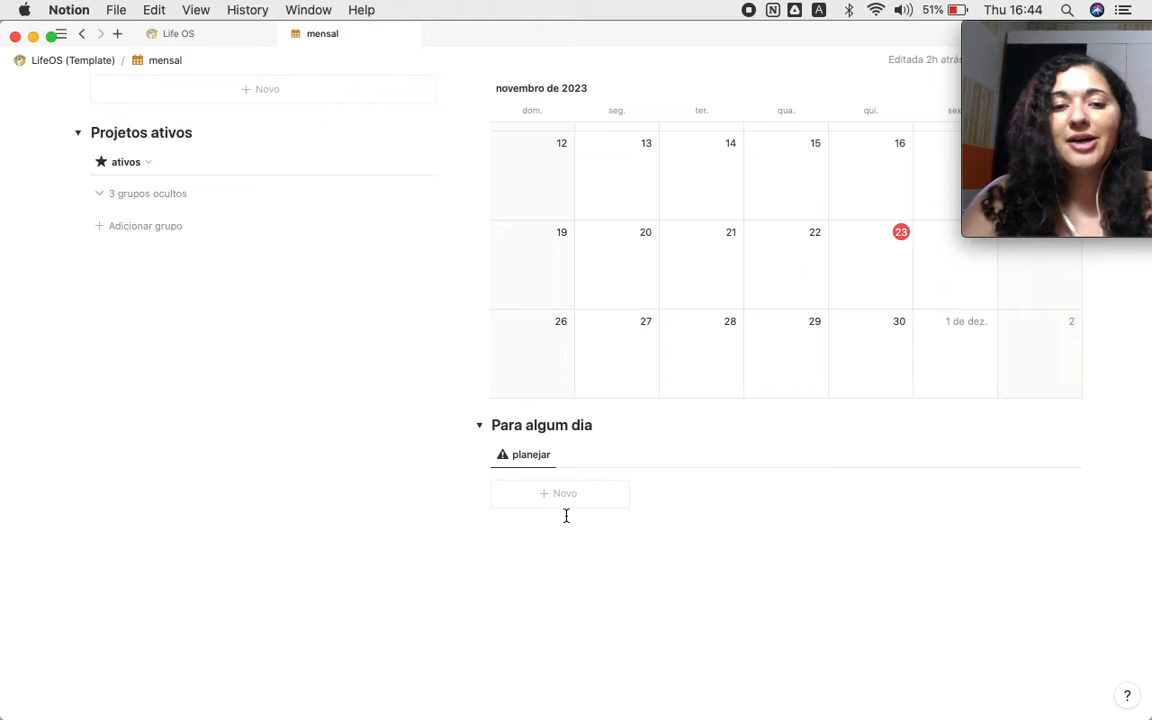 Notion File Edit View History Window Help 51% Thu 16:44
Life OS mensal
LifeOS (Template) / mensal Editada 2h atrás
+ Novo
Projetos ativos
ativos
3 grupos ocultos
+ Adicionar grupo
novembro de 2023
dom. seg. ter. qua. qui. sex
12 13 14 15 16
19 20 21 22 23
26 27 28 29 30 1 de dez. 2
Para algum dia
planejar
+ Novo
?